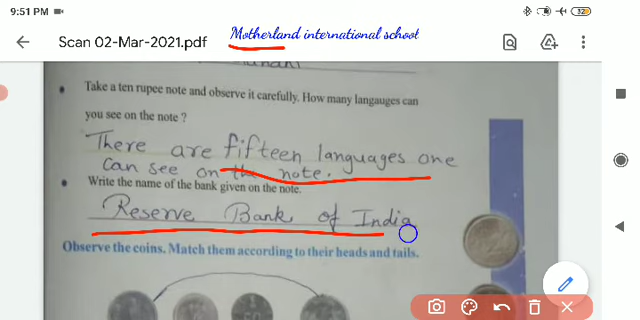 9:51 PM
32
Scan 02-Mar-2021.pdf
Motherland international school
Take a ten rupee note and observe it carefully. How many langauges can
you see on the note ?
There are fifteen languages one
can see on the note.
Write the name of the bank given on the note.
Reserve Bank of India
Observe the coins. Match them according to their heads and tails.